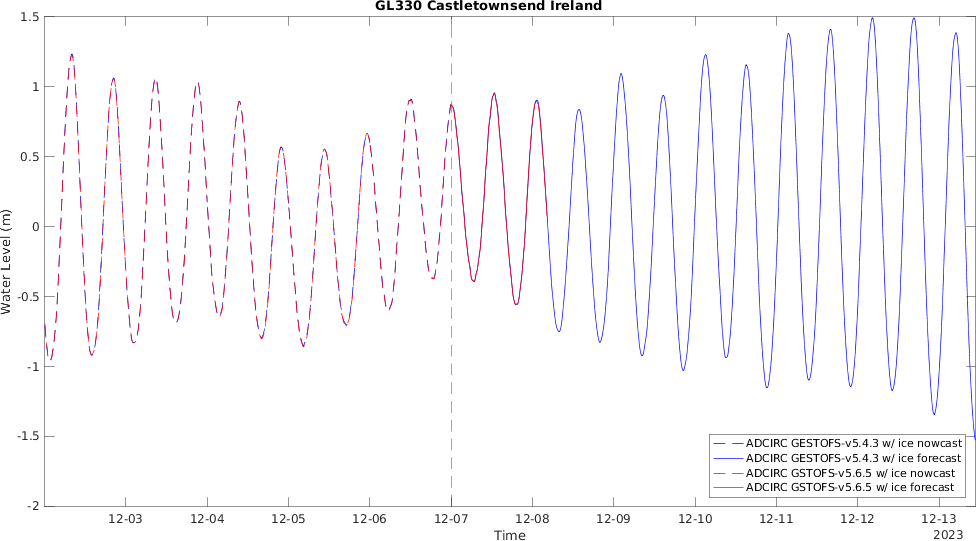 GL330 Castletownsend Ireland
1.5
1
0.5
0
-0.5
-1
-1.5
-2
Water Level (m)
ADCIRC GESTOFS-v5.4.3 w/ ice nowcast
ADCIRC GESTOFS-v5.4.3 w/ ice forecast
ADCIRC GSTOFS-v5.6.5 w/ ice nowcast
ADCIRC GSTOFS-v5.6.5 w/ ice forecast
12-03 12-04 12-05 12-06 12-07 12-08 12-09 12-10 12-11 12-12 12-13
Time
2023